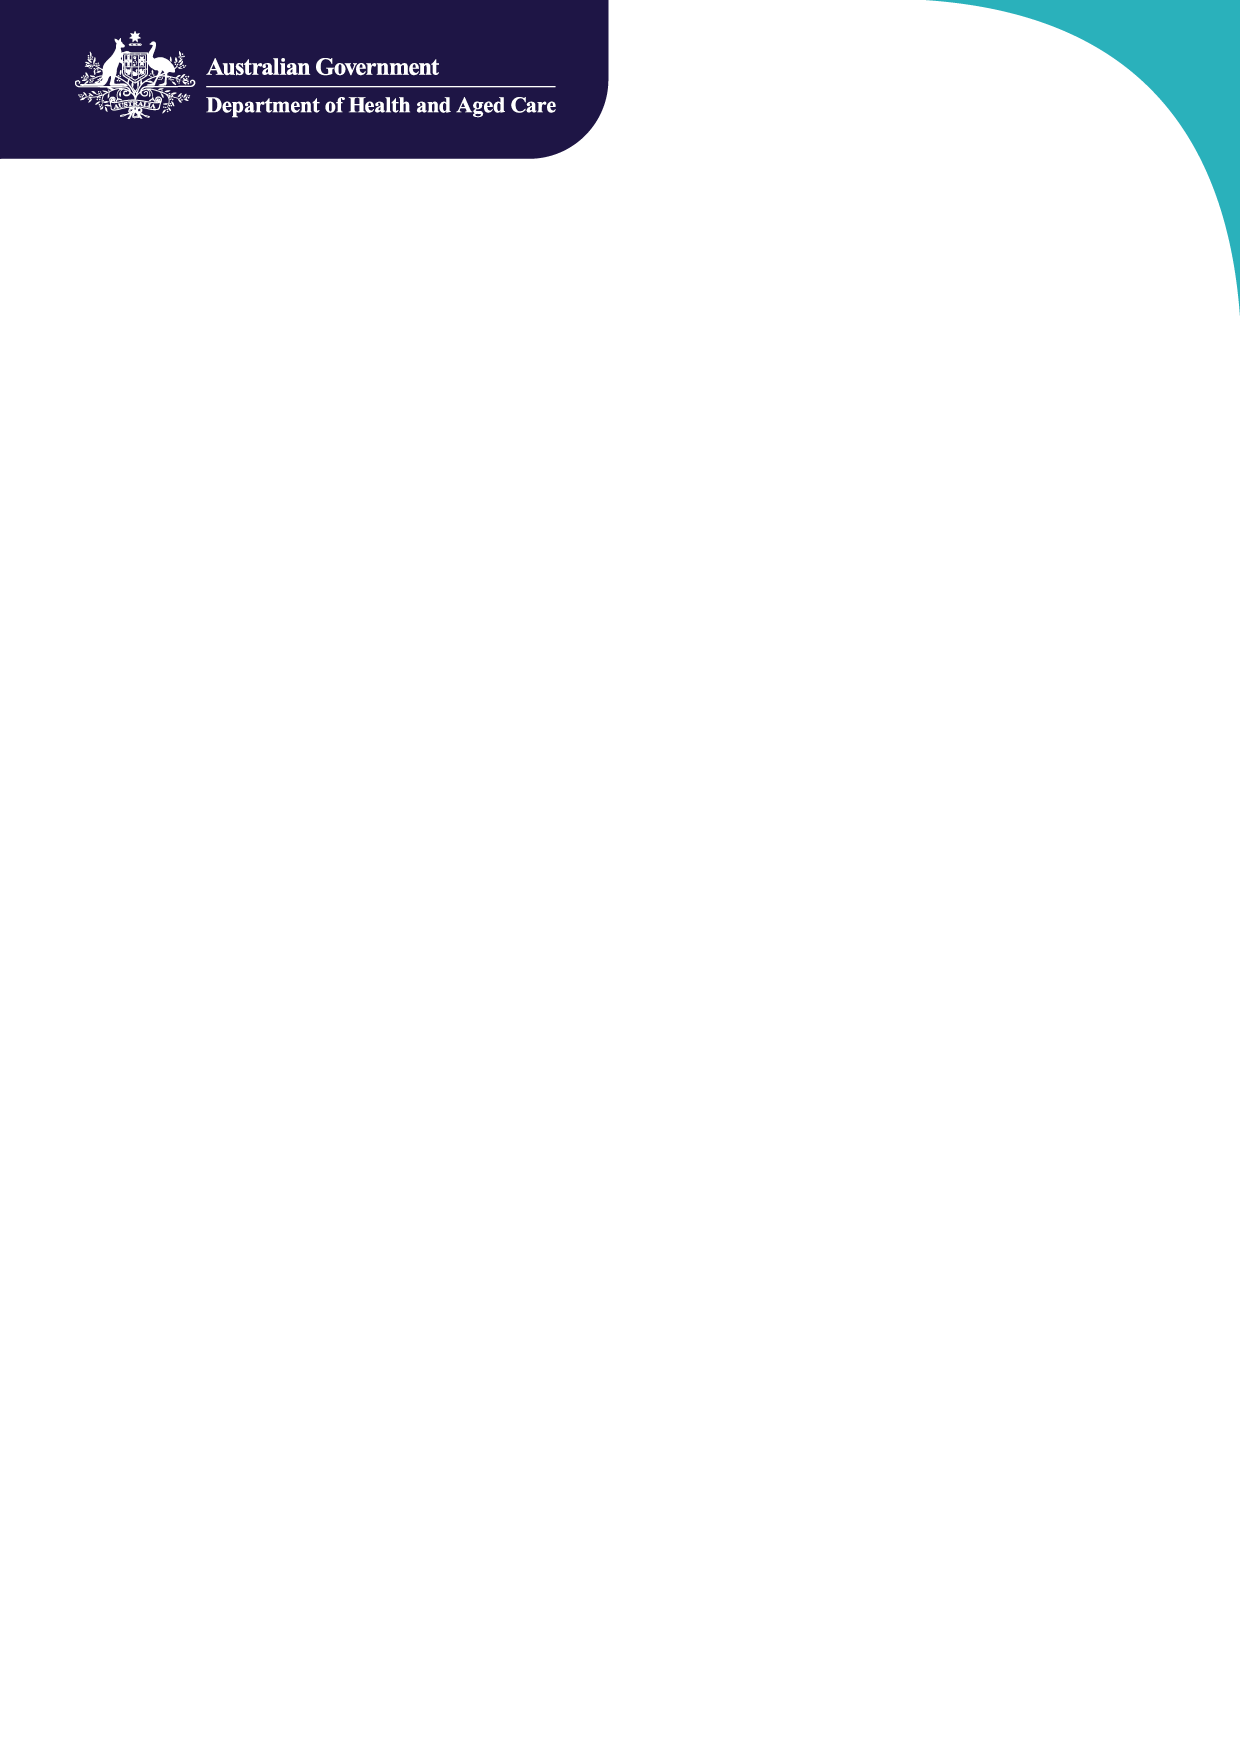 Australian Government
Department of Health and Aged Care